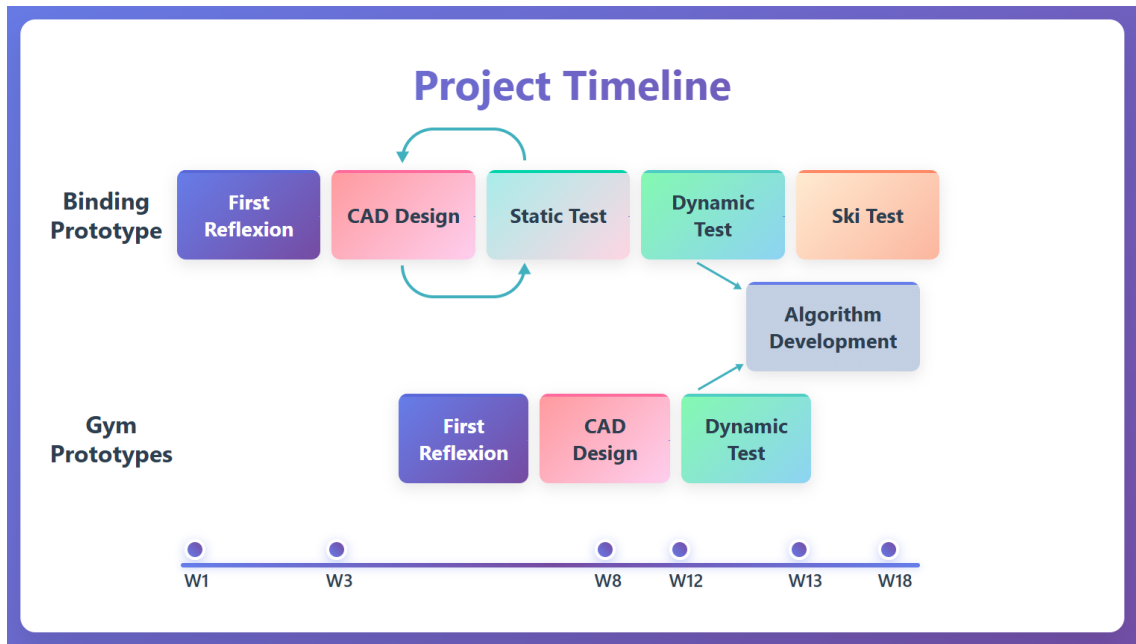 Project Timeline
Binding
Prototype
First
Reflexion
CAD Design
Static Test
Dynamic
Test
Ski Test
Algorithm
Development
Gym
Prototypes
First
Reflexion
CAD
Design
Dynamic
Test
W1
W3
W8
W12
W13
W18